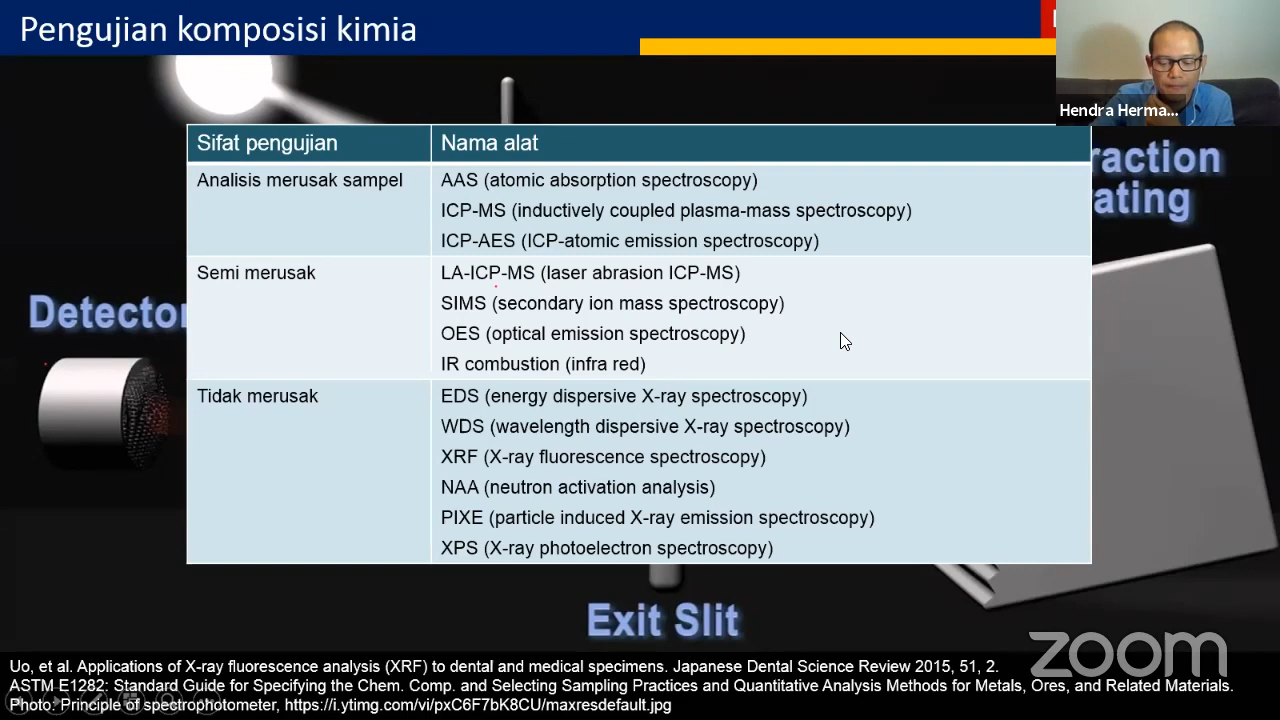 Pengujian komposisi kimia
Hendra Herma...
Sifat pengujian
Nama alat
Analisis merusak sampel
AAS (atomic absorption spectroscopy)
ICP-MS (inductively coupled plasma-mass spectroscopy)
ICP-AES (ICP-atomic emission spectroscopy)
Semi merusak
LA-ICP-MS (laser abrasion ICP-MS)
SIMS (secondary ion mass spectroscopy)
OES (optical emission spectroscopy)
IR combustion (infra red)
Tidak merusak
EDS (energy dispersive X-ray spectroscopy)
WDS (wavelength dispersive X-ray spectroscopy)
XRF (X-ray fluorescence spectroscopy)
NAA (neutron activation analysis)
PIXE (particle induced X-ray emission spectroscopy)
XPS (X-ray photoelectron spectroscopy)
raction
ating
Detecto
Exit Slit
zoom
Uo, et al. Applications of X-ray fluorescence analysis (XRF) to dental and medical specimens. Japanese Dental Science Review 2015, 51, 2.
ASTM E1282: Standard Guide for Specifying the Chem. Comp. and Selecting Sampling Practices and Quantitative Analysis Methods for Metals, Ores, and Related Materials.
Photo: Principle of spectrophotometer, https://i.ytimg.com/vi/pxC6F7bK8CU/maxresdefault.jpg